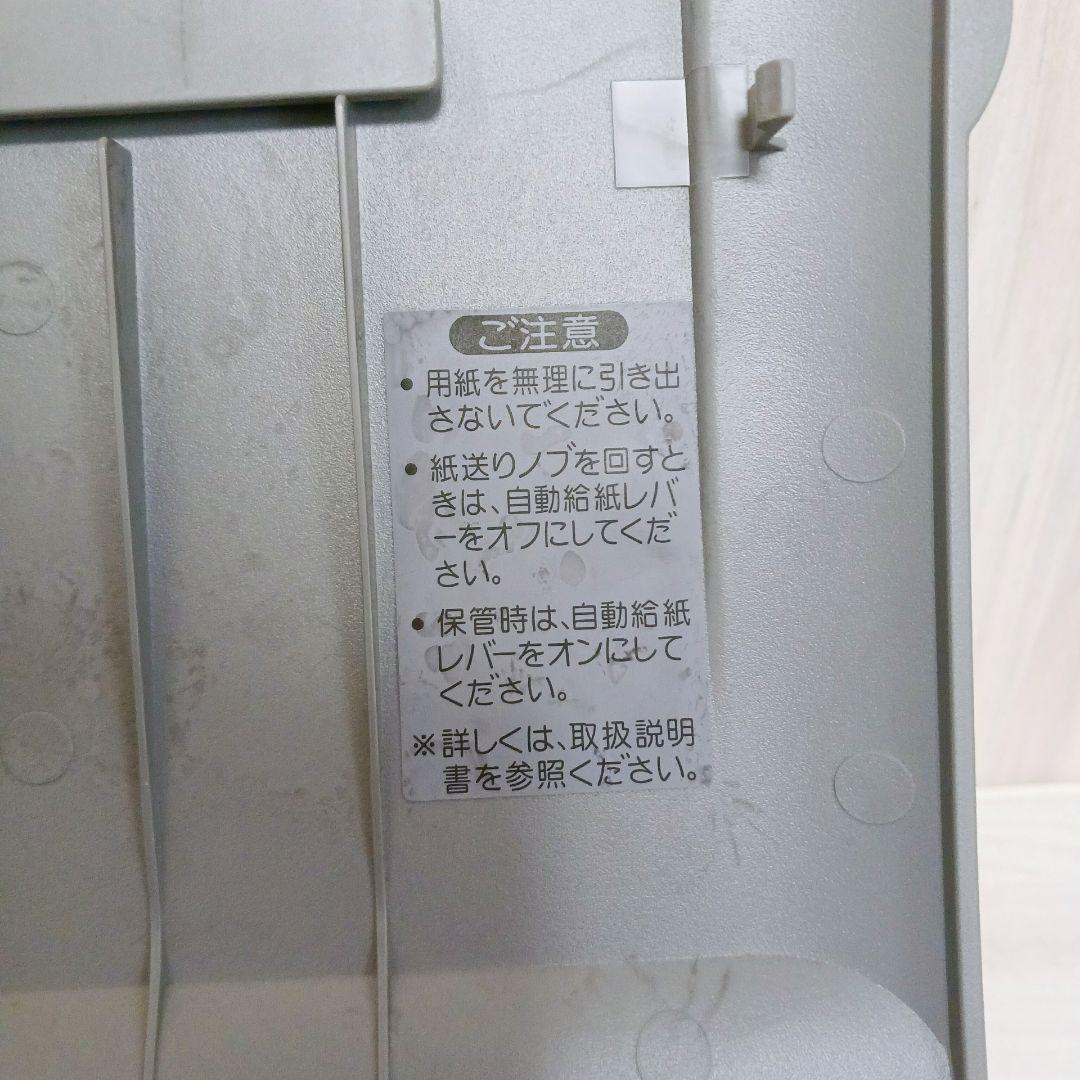 ご注意
• 用紙を無理に引き出
さないでください。
• 紙送りノブを回すと
きは、自動給紙レバ
ーをオフにしてくだ
さい。
• 保管時は、自動給紙
レバーをオンにして
ください。
※詳しくは、取扱説明
書を参照ください。